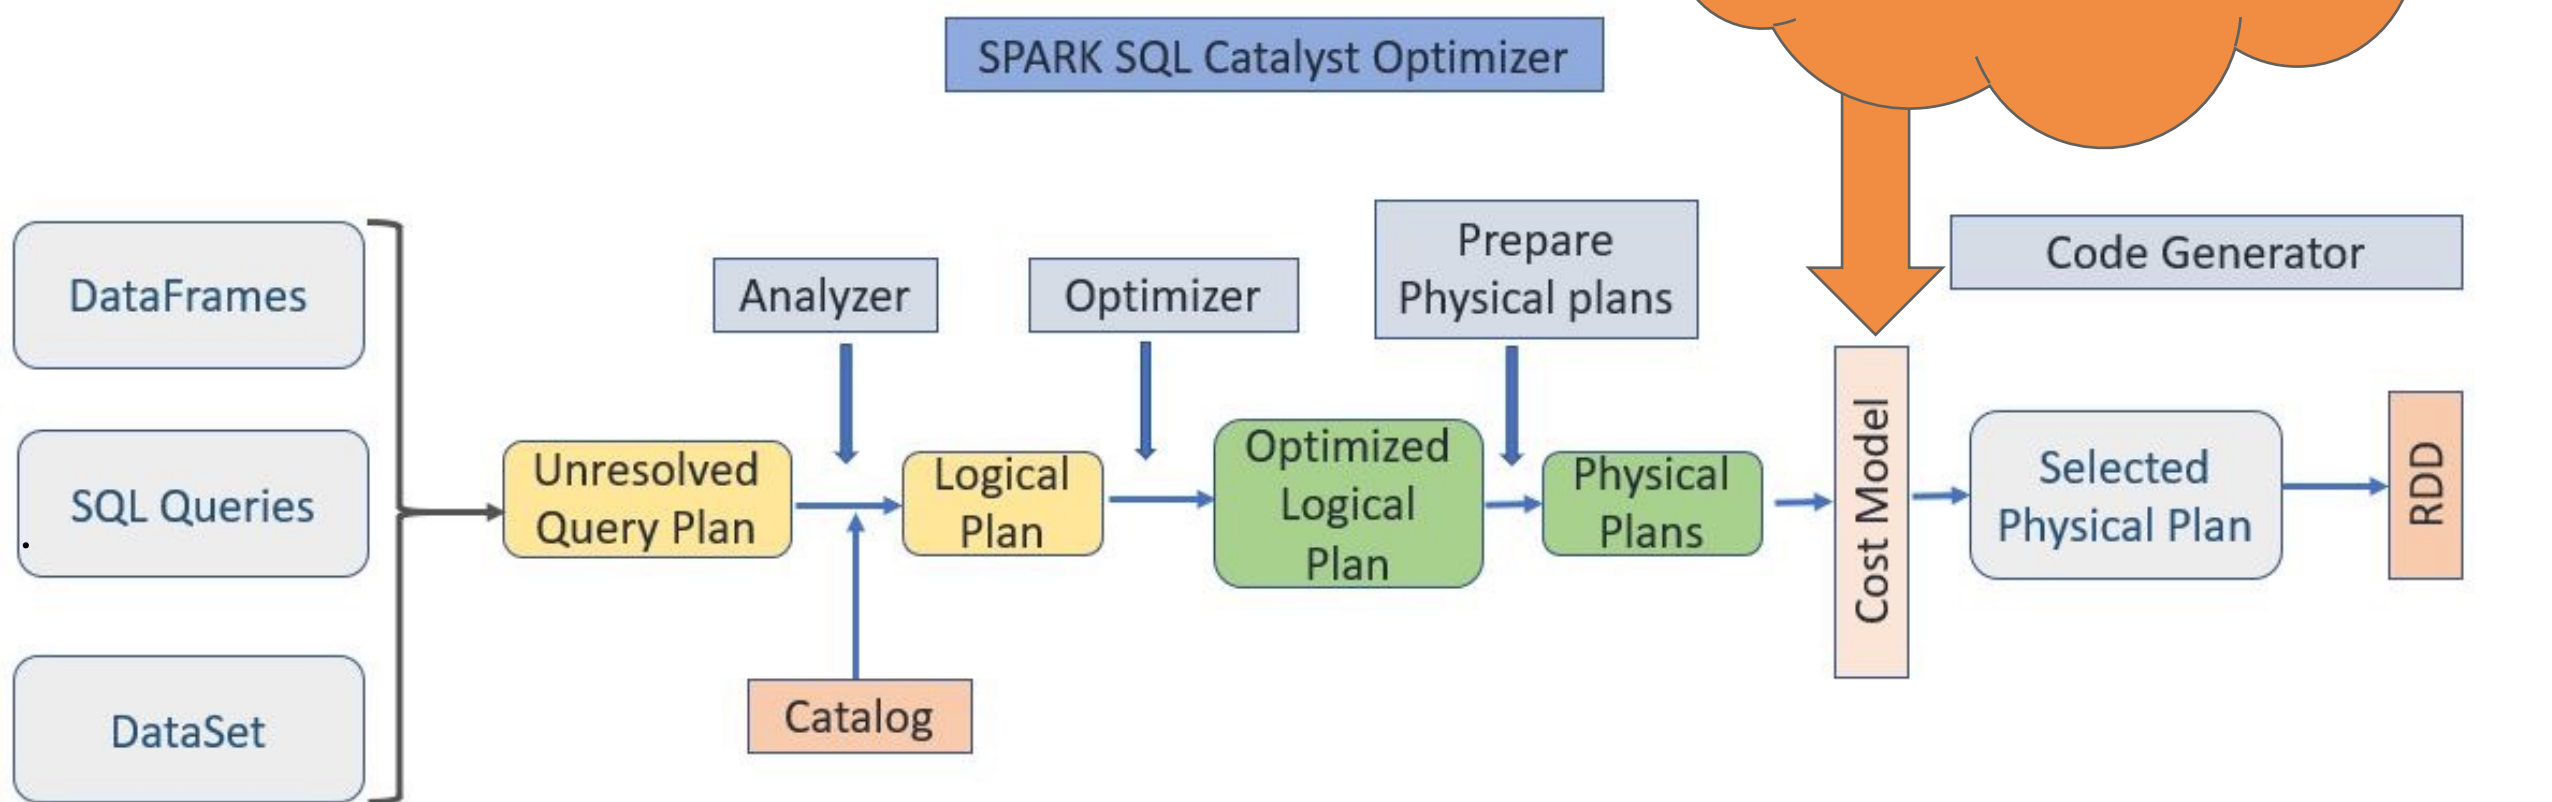 SPARK SQL Catalyst Optimizer
DataFrames
SQL Queries
DataSet
Unresolved
Query Plan
Analyzer
Catalog
Logical
Plan
Optimizer
Optimized
Logical
Plan
Prepare
Physical plans
Physical
Plans
Cost Model
Code Generator
Selected
Physical Plan
RDD